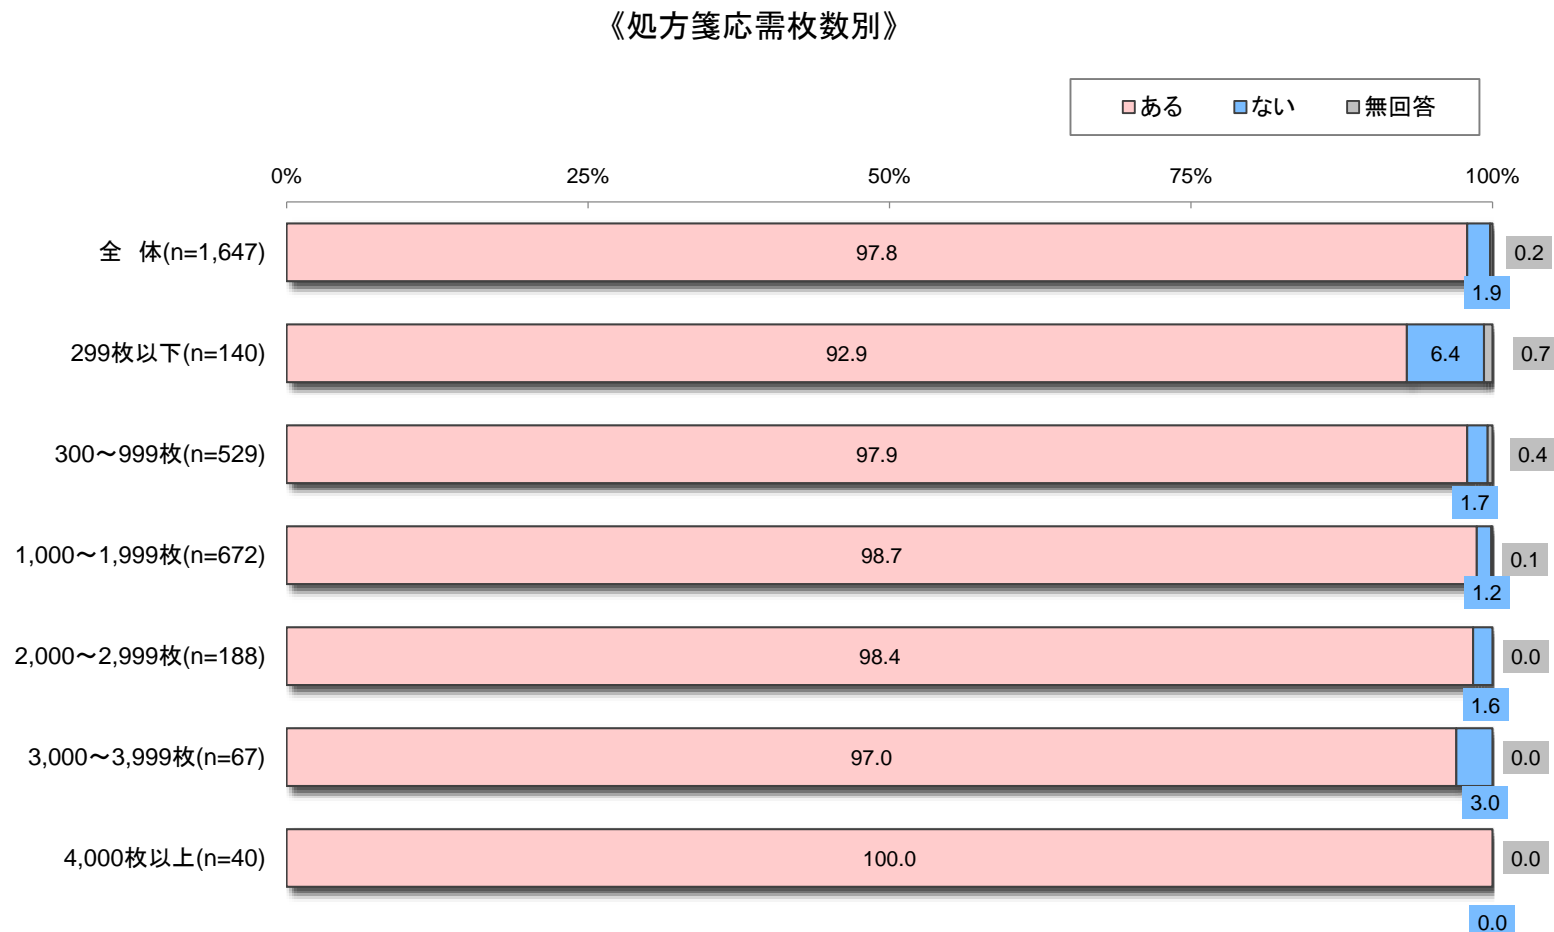 《処方箋応需枚数別》
ある ない 無回答
0% 25% 50% 75% 100%
全 体(n=1,647) 97.8 1.9 0.2
299枚以下(n=140) 92.9 6.4 0.7
300～999枚(n=529) 97.9 1.7 0.4
1,000～1,999枚(n=672) 98.7 1.2 0.1
2,000～2,999枚(n=188) 98.4 1.6 0.0
3,000～3,999枚(n=67) 97.0 3.0 0.0
4,000枚以上(n=40) 100.0 0.0 0.0